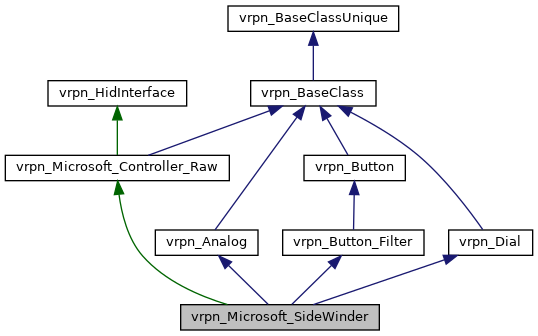 vrpn_BaseClassUnique
vrpn_HidInterface
vrpn_BaseClass
vrpn_Microsoft_Controller_Raw
vrpn_Button
vrpn_Analog
vrpn_Button_Filter
vrpn_Dial
vrpn_Microsoft_SideWinder